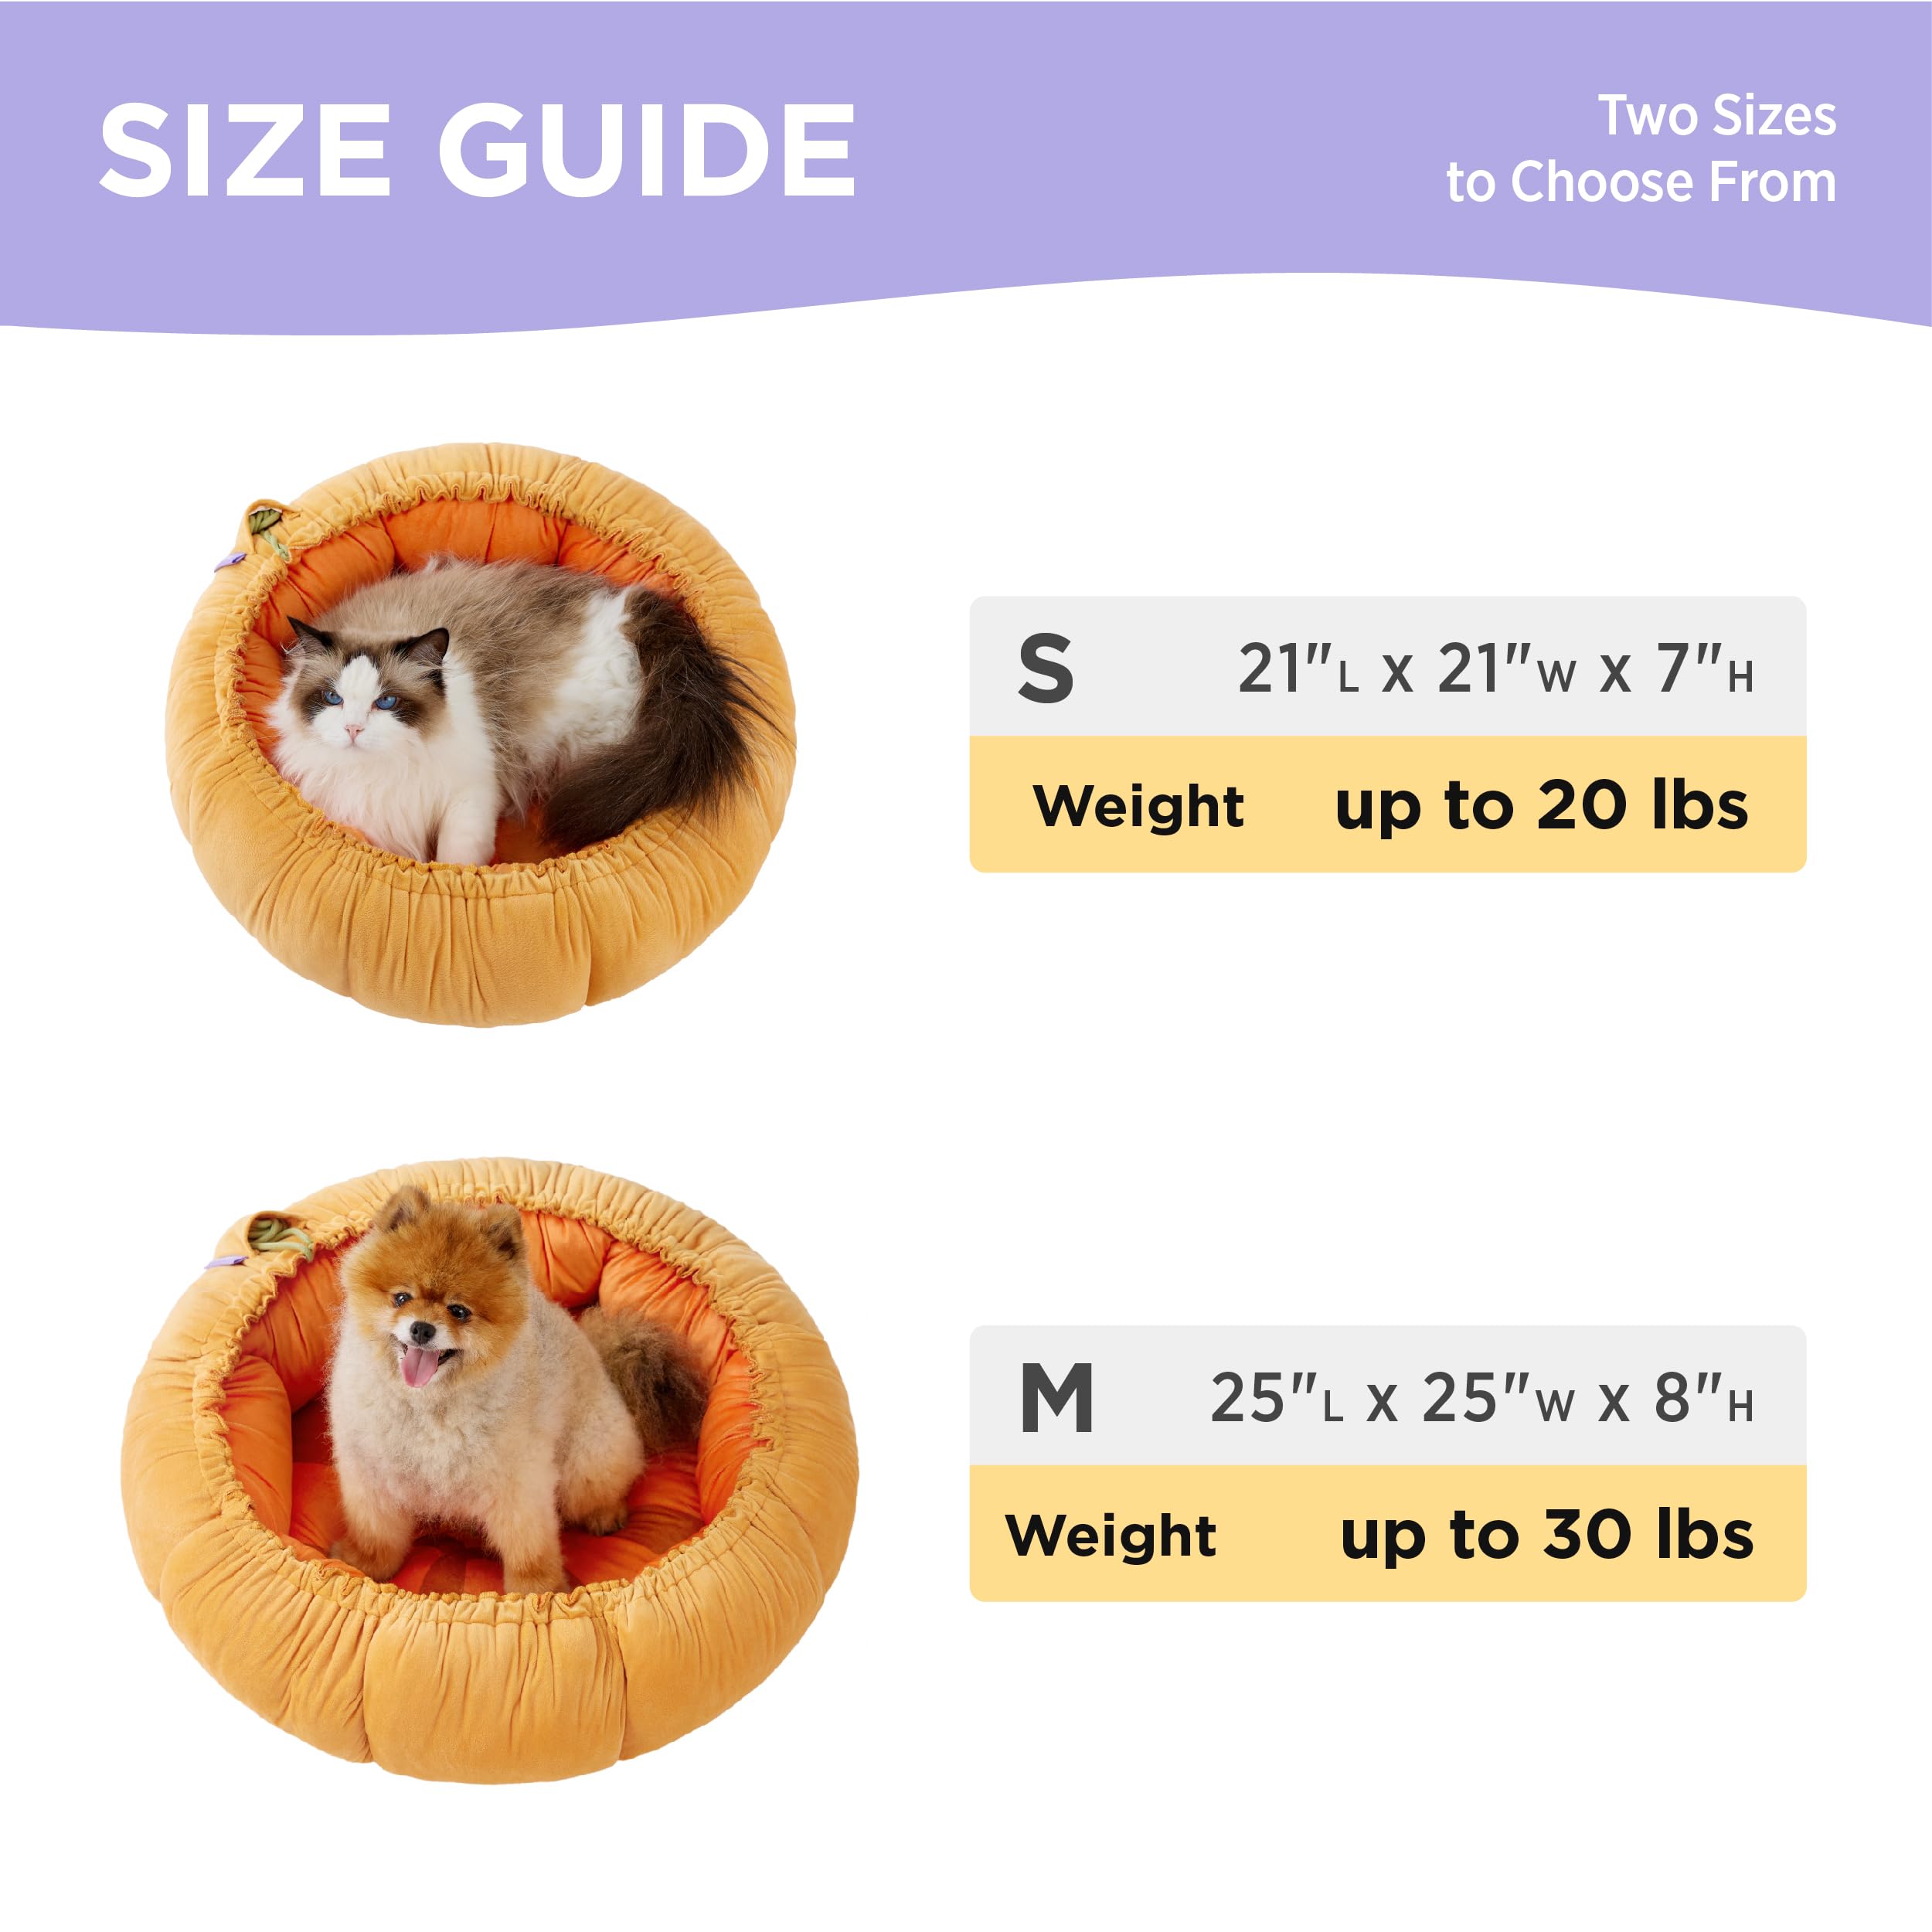 SIZE GUIDE
Two Sizes
to Choose From
S 21"L x 21"W x 7"H
Weight up to 20 lbs
M 25"L x 25"W x 8"H
Weight up to 30 lbs